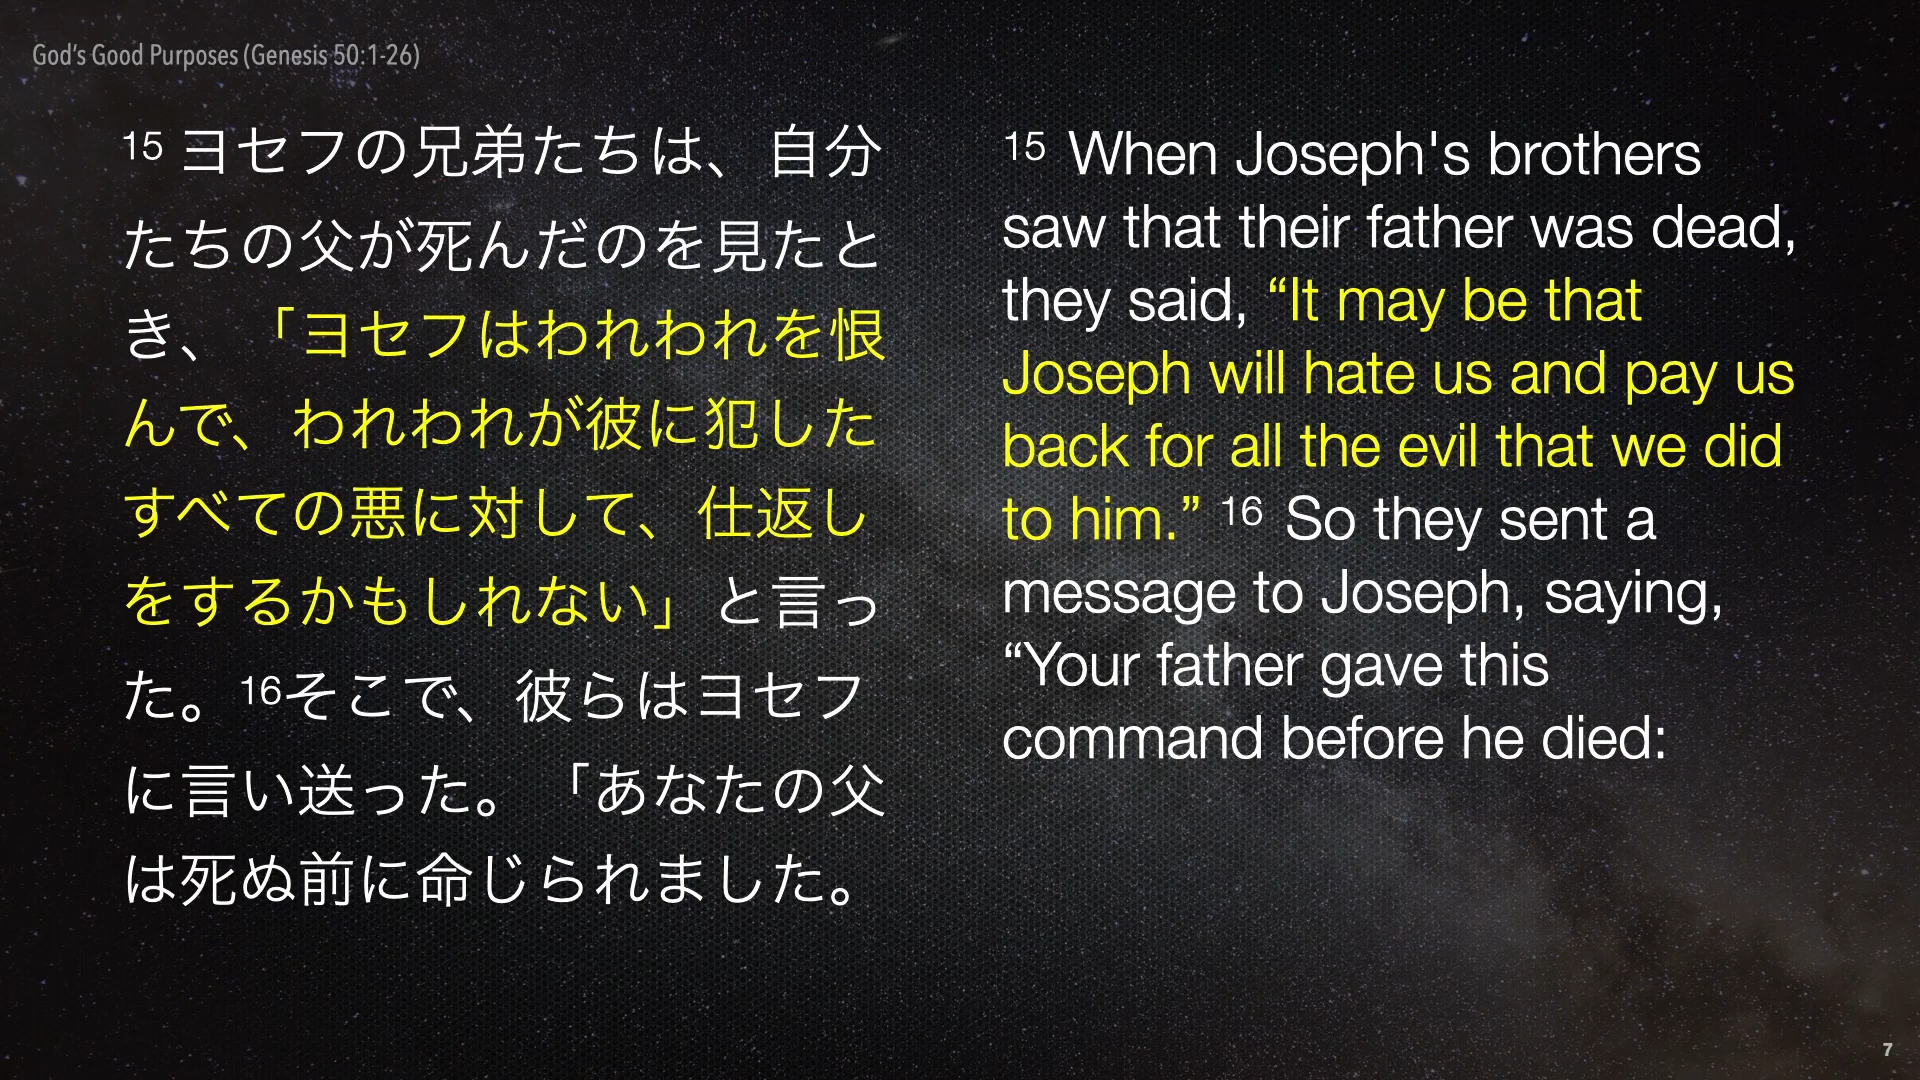 God's Good Purposes (Genesis 50:1-26)
15 ヨセフの兄弟たちは、自分
たちの父が死んだのを見たと
き、「ヨセフはわれわれを恨
んで、われわれが彼に犯した
すべての悪に対して、仕返し
をするかもしれない」と言っ
た。16そこで、彼らはヨセフ
に言い送った。「あなたの父
は死ぬ前に命じられました。
15 When Joseph's brothers
saw that their father was dead,
they said, “It may be that
Joseph will hate us and pay us
back for all the evil that we did
to him.” 16 So they sent a
message to Joseph, saying,
“Your father gave this
command before he died:
7